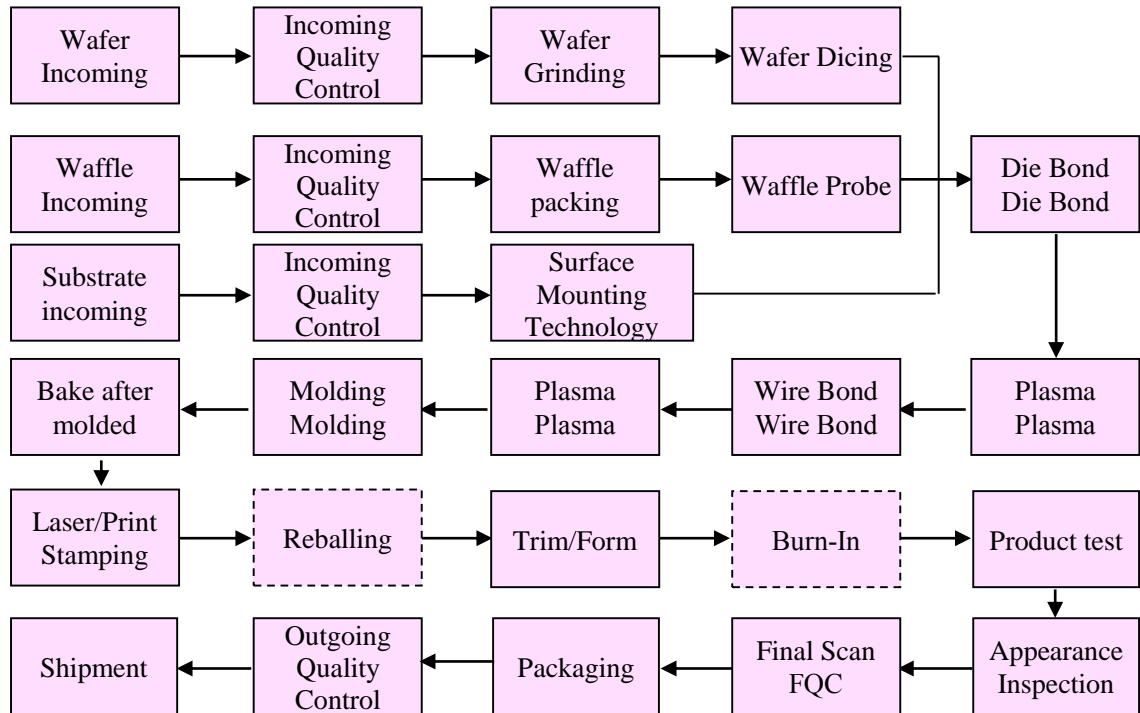 Wafer
Incoming
Incoming
Quality
Control
Wafer
Grinding
Wafer Dicing
Waffle
Incoming
Incoming
Quality
Control
Waffle
packing
Waffle Probe
Die Bond
Die Bond
Substrate
incoming
Incoming
Quality
Control
Surface
Mounting
Technology
Bake after
molded
Molding
Molding
Plasma
Plasma
Wire Bond
Wire Bond
Plasma
Plasma
Laser/Print
Stamping
Reballing
Trim/Form
Burn-In
Product test
Shipment
Outgoing
Quality
Control
Packaging
Final Scan
FQC
Appearance
Inspection